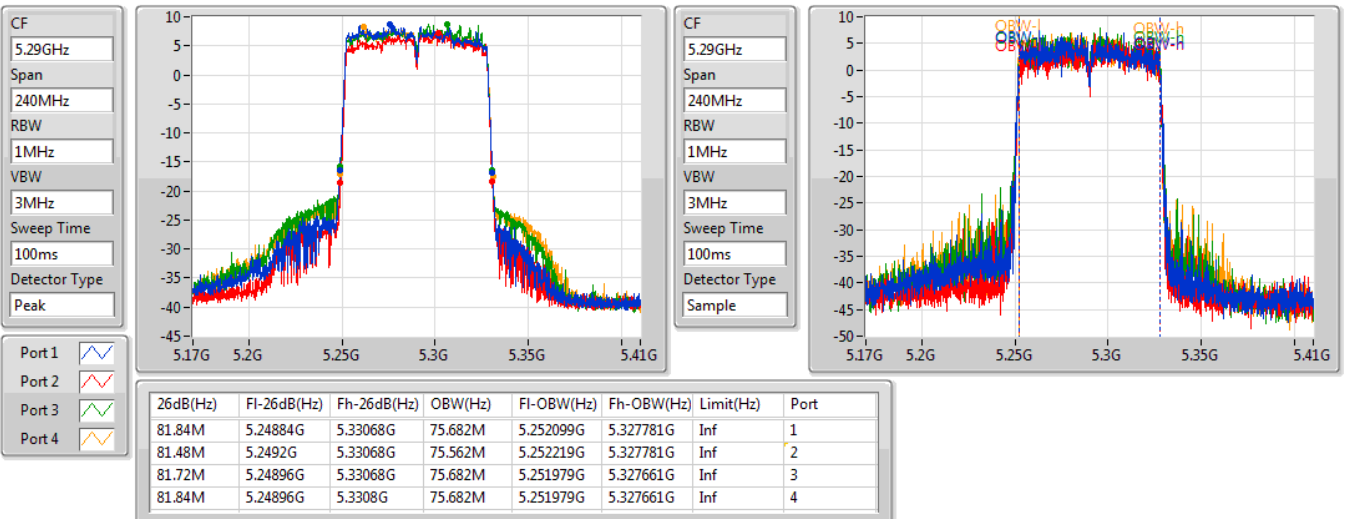 CF
5.29GHz
Span
240MHz
RBW
1MHz
VBW
3MHz
Sweep Time
100ms
Detector Type
Peak
10
5
0
-5
-10
-15
-20
-25
-30
-35
-40
-45
5.17G 5.2G 5.25G 5.3G 5.35G 5.41G
CF
5.29GHz
Span
240MHz
RBW
1MHz
VBW
3MHz
Sweep Time
100ms
Detector Type
Sample
10
5
0
-5
-10
-15
-20
-25
-30
-35
-40
-45
-50
OBW-l OBW-h
5.17G 5.2G 5.25G 5.3G 5.35G 5.41G
Port 1
Port 2
Port 3
Port 4
26dB(Hz) Fl-26dB(Hz) Fh-26dB(Hz) OBW(Hz) Fl-OBW(Hz) Fh-OBW(Hz) Limit(Hz) Port
81.84M 5.24884G 5.33068G 75.682M 5.252099G 5.327781G Inf 1
81.48M 5.2492G 5.33068G 75.562M 5.252219G 5.327781G Inf 2
81.72M 5.24896G 5.33068G 75.682M 5.251979G 5.327661G Inf 3
81.84M 5.24896G 5.3308G 75.682M 5.251979G 5.327661G Inf 4